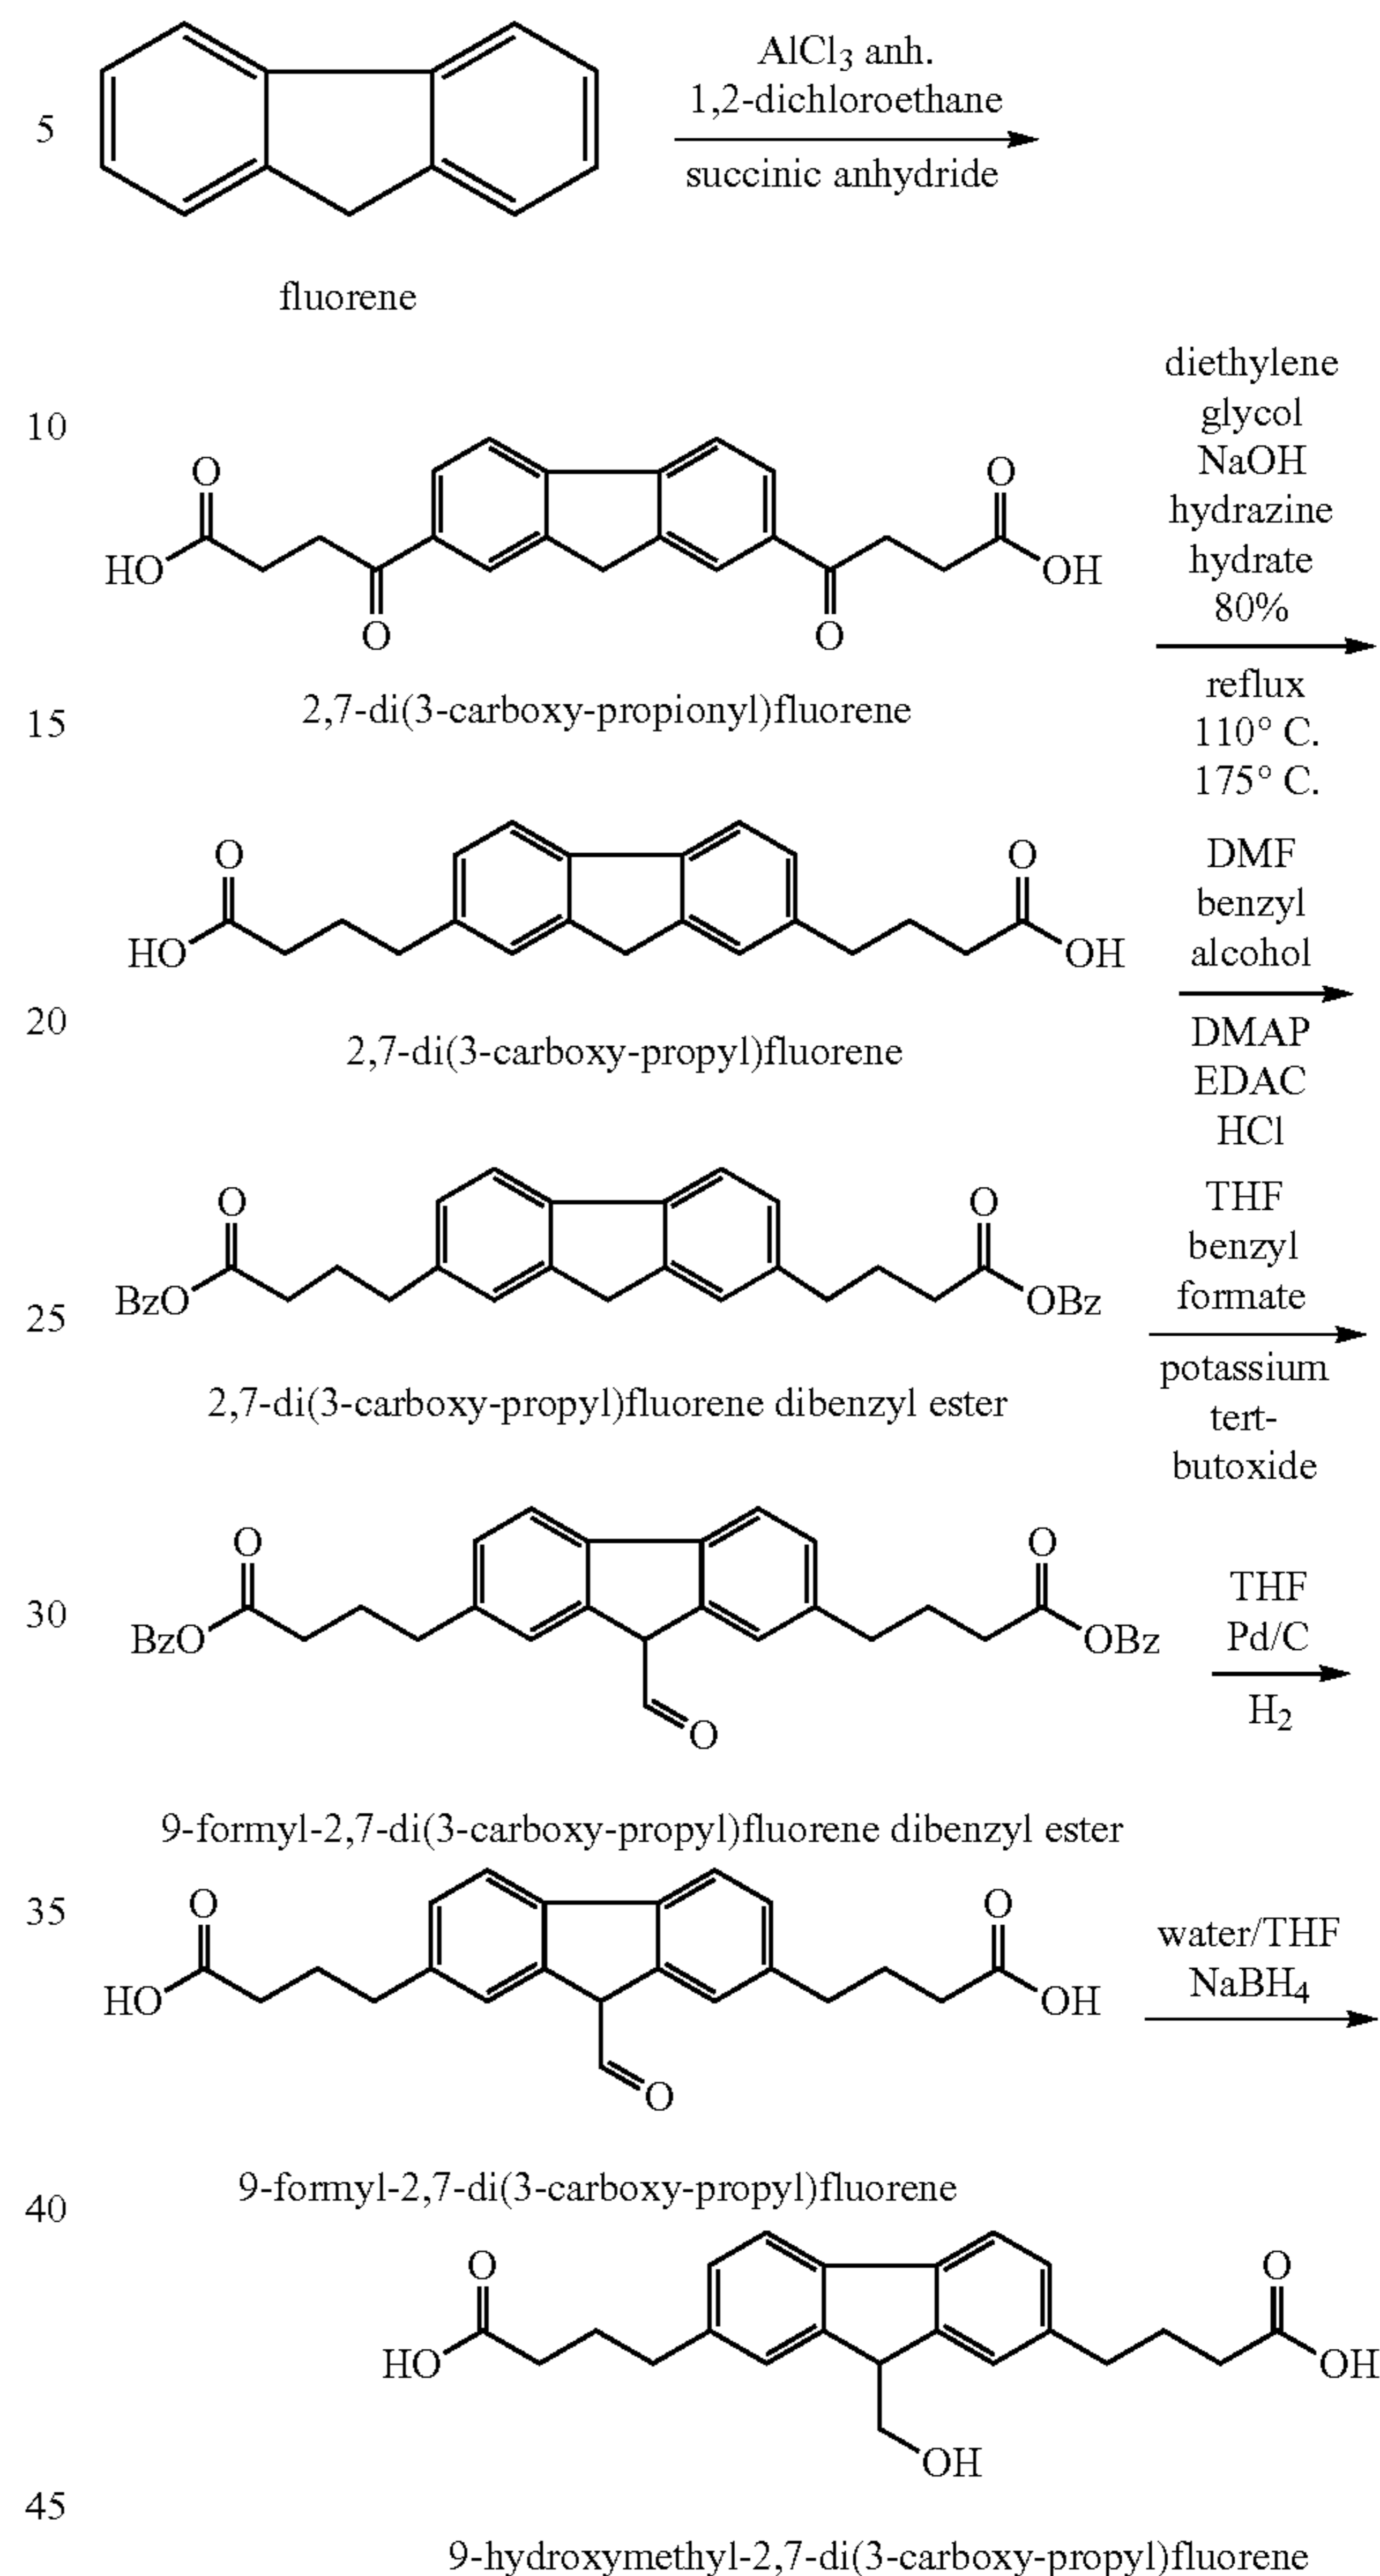 AlCl3 anh.
1,2-dichloroethane
5
succinic anhydride
fluorene
diethylene
glycol
NaOH
hydrazine
hydrate
80%
10
O
O
HO
OH
O
O
reflux
110° C.
175° C.
15
2,7-di(3-carboxy-propionyl)fluorene
O
O
HO
OH
DMF
benzyl
alcohol
DMAP
EDAC
HCl
20
2,7-di(3-carboxy-propyl)fluorene
O
O
BzO
OBz
THF
benzyl
formate
potassium
tert-
butoxide
25
2,7-di(3-carboxy-propyl)fluorene dibenzyl ester
O
O
30
BzO
OBz
O
THF
Pd/C
H2
9-formyl-2,7-di(3-carboxy-propyl)fluorene dibenzyl ester
35
O
O
HO
OH
O
water/THF
NaBH4
9-formyl-2,7-di(3-carboxy-propyl)fluorene
40
O
O
HO
OH
OH
45
9-hydroxymethyl-2,7-di(3-carboxy-propyl)fluorene